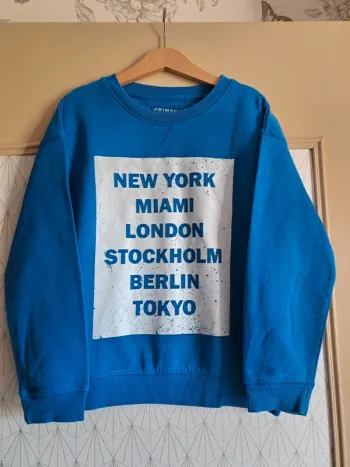 NEW YORK
MIAMI
LONDON
STOCKHOLM
BERLIN
TOKYO